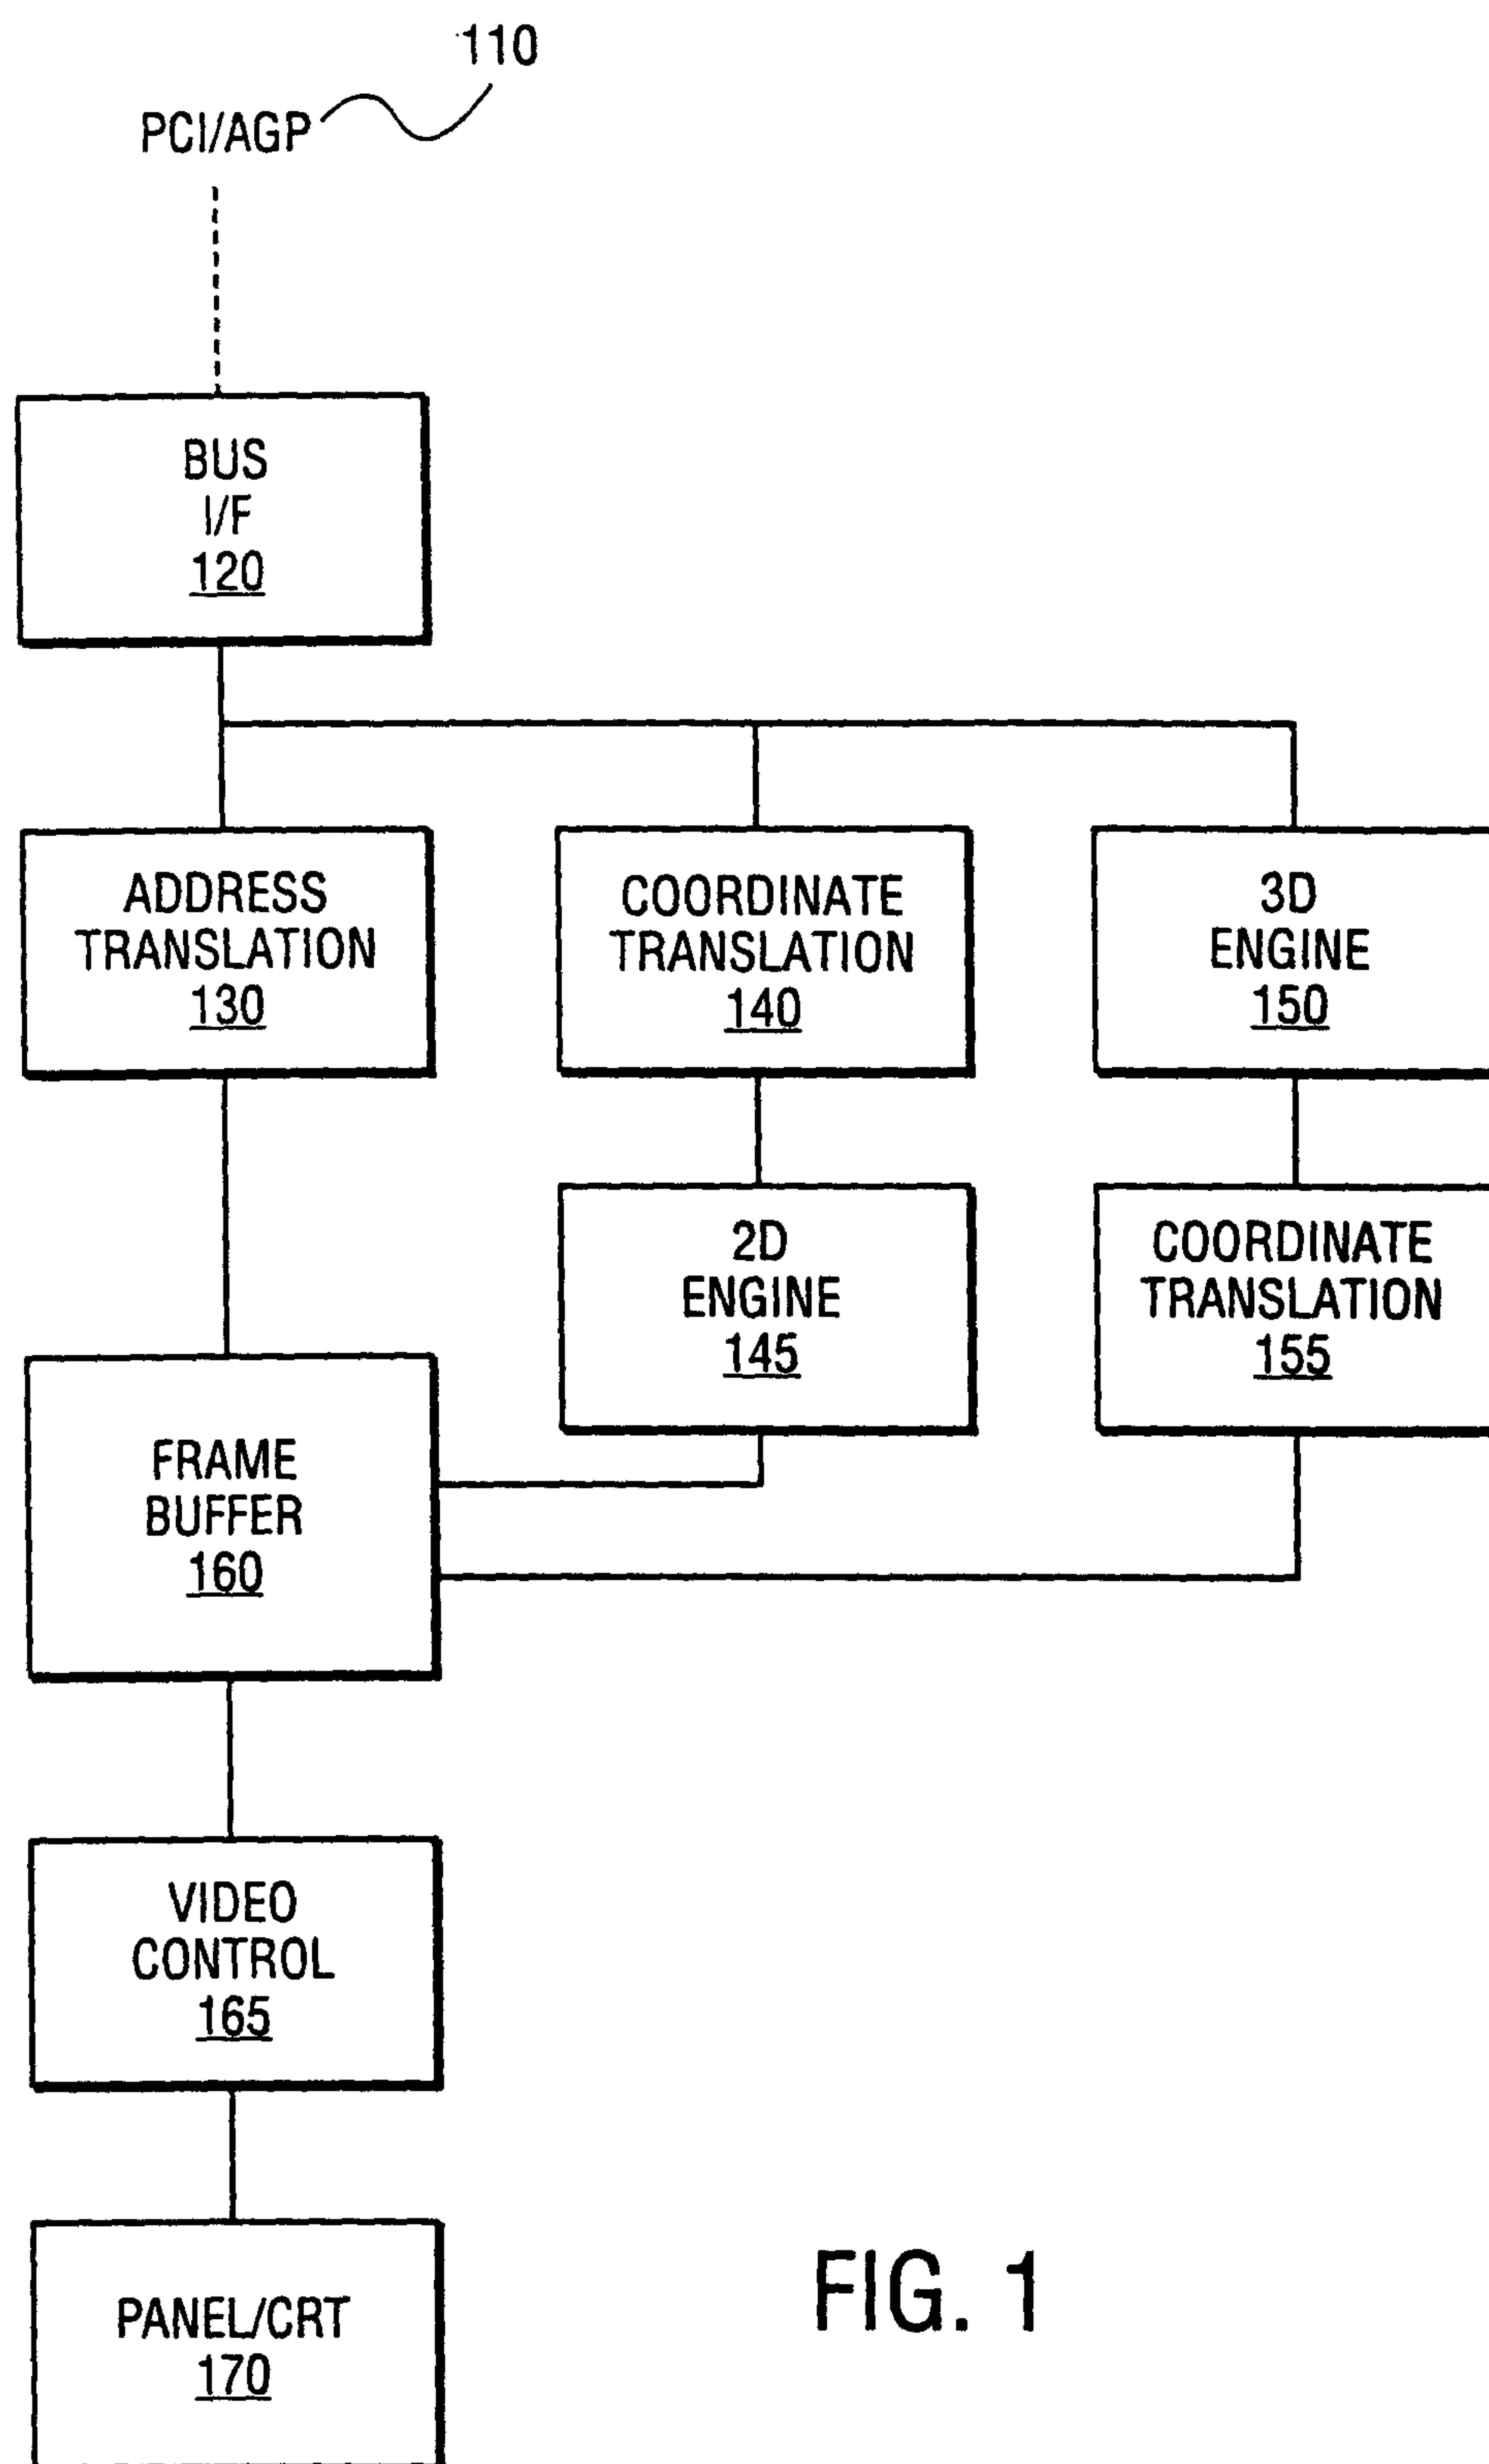 110
PCI/AGP
BUS
I/F
120
ADDRESS
TRANSLATION
130
COORDINATE
TRANSLATION
140
3D
ENGINE
150
2D
ENGINE
145
COORDINATE
TRANSLATION
155
FRAME
BUFFER
160
VIDEO
CONTROL
165
PANEL/CRT
170
FIG. 1